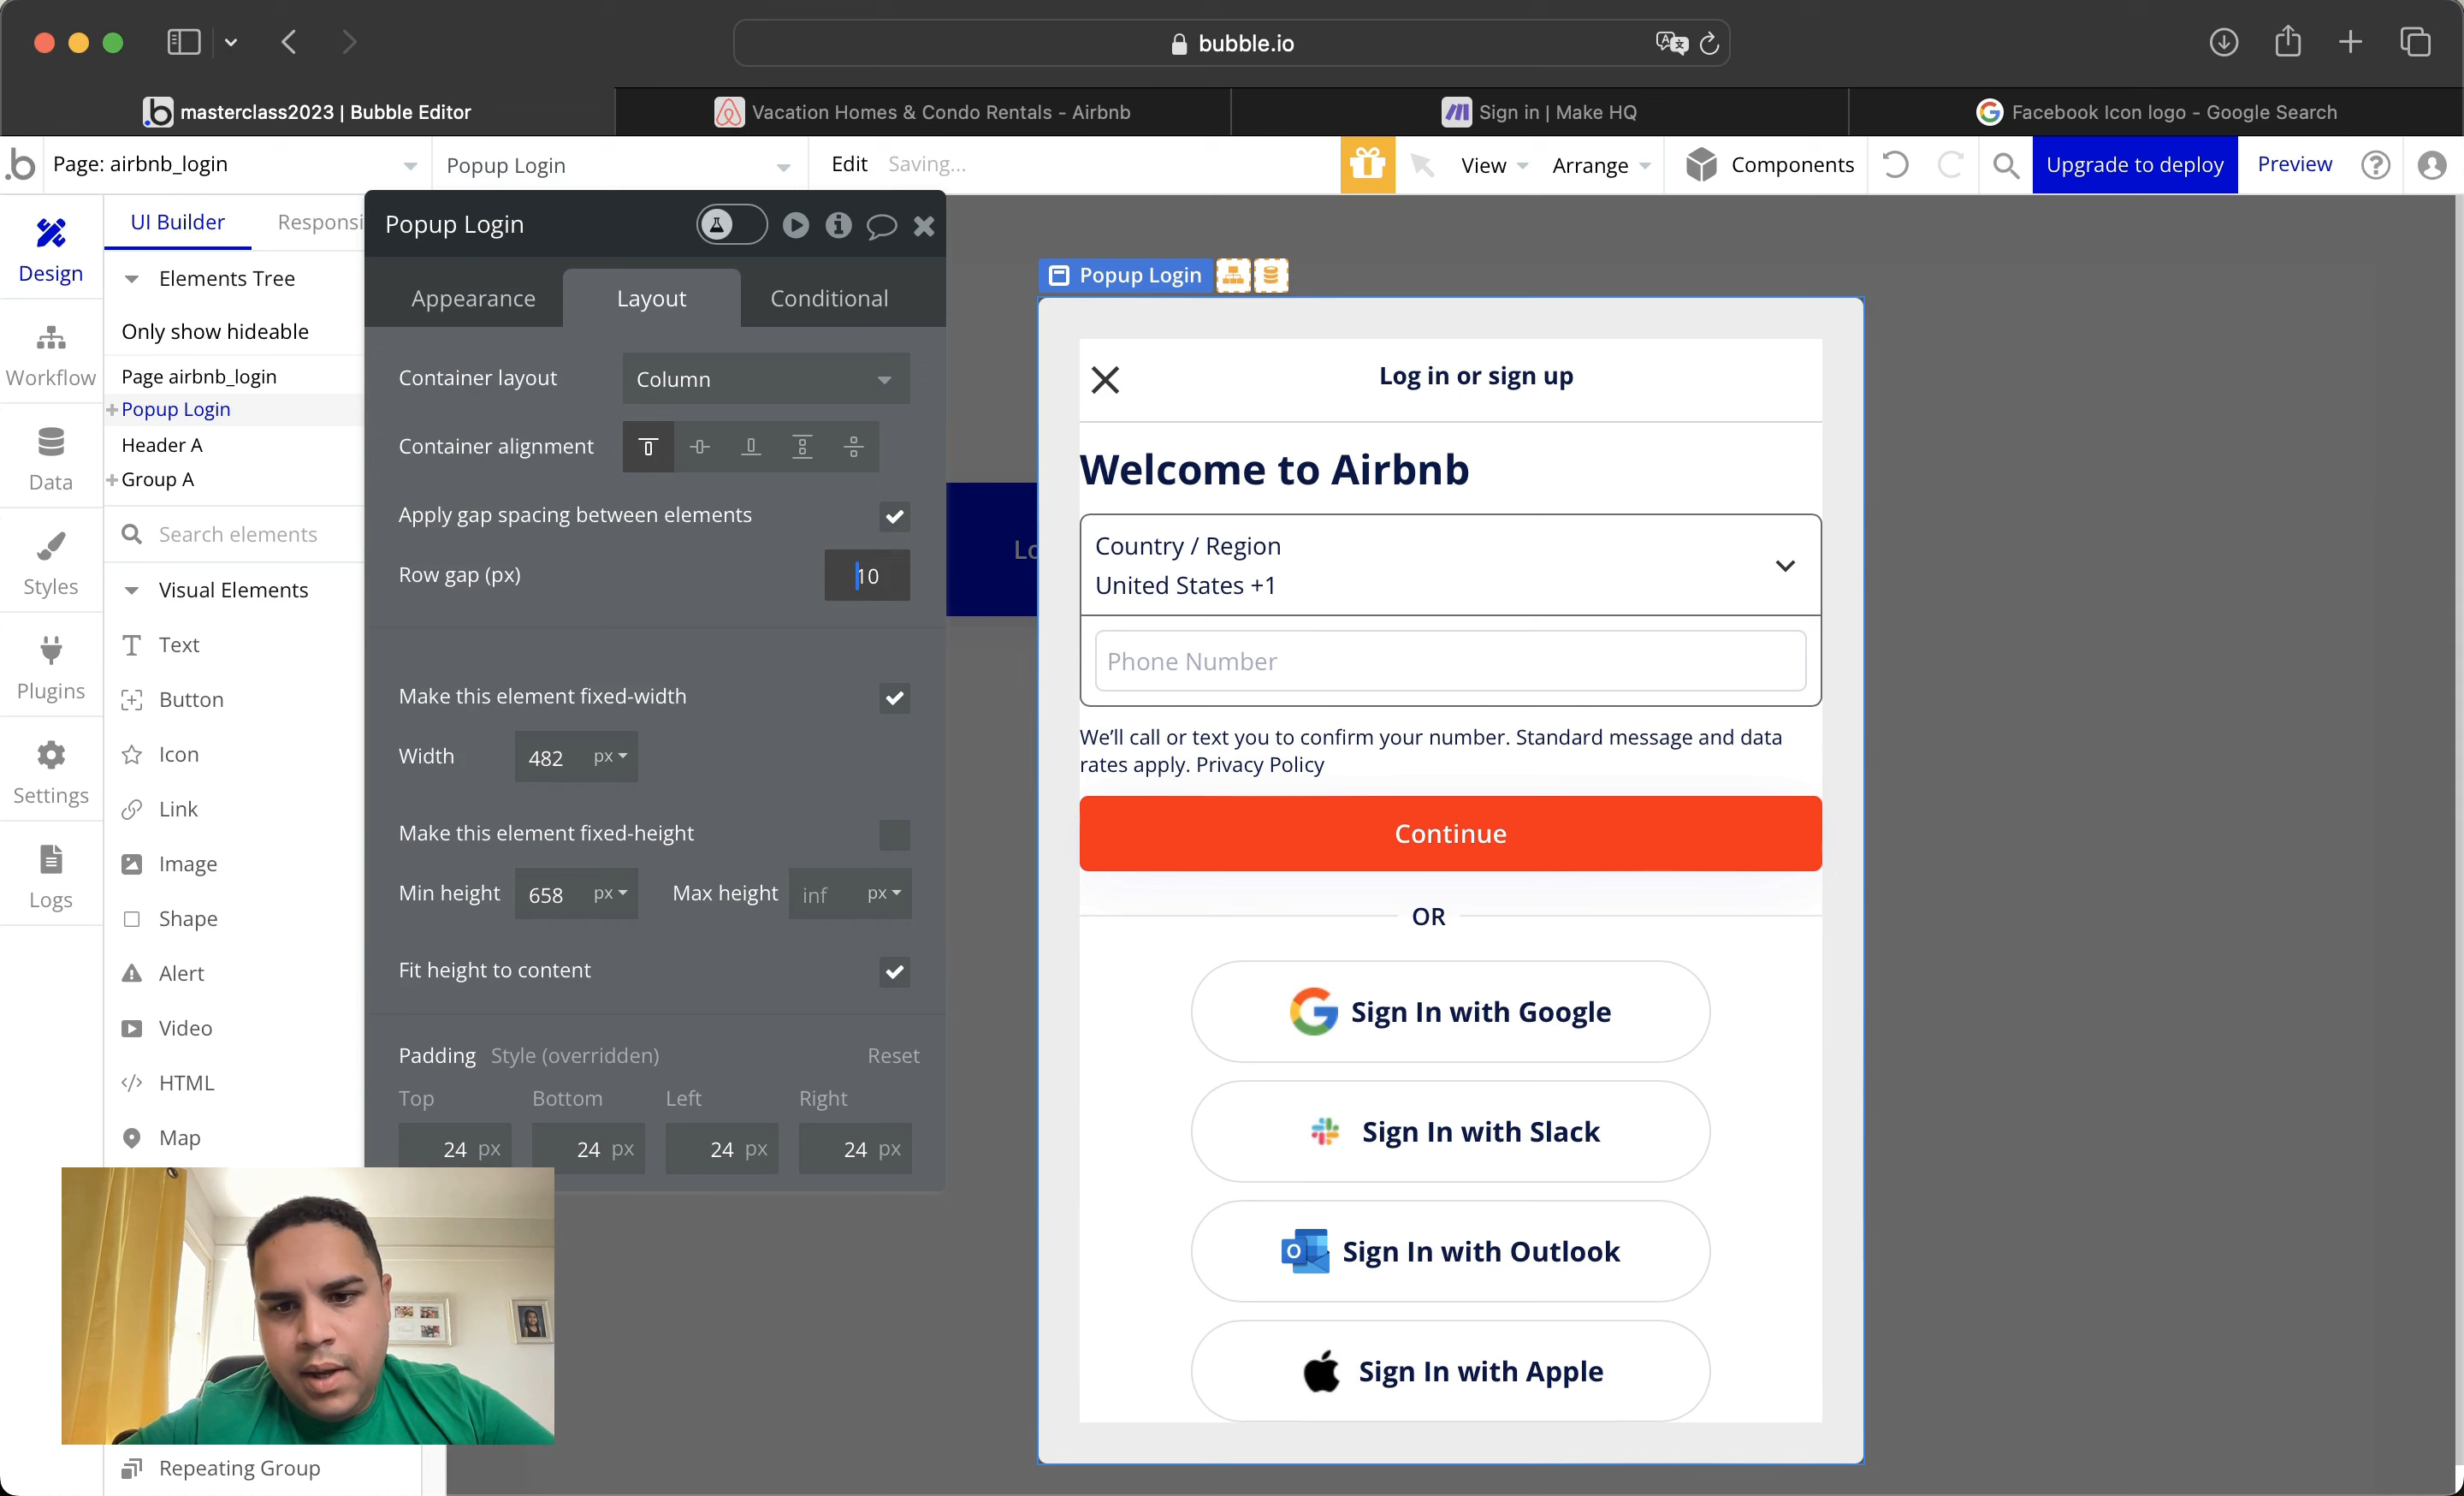 bubble.io
masterclass2023 | Bubble Editor
Vacation Homes & Condo Rentals - Airbnb
Sign in | Make HQ
Facebook Icon logo - Google Search
Page: airbnb_login
Popup Login
Edit
Saving...
View
Arrange
Components
Upgrade to deploy
Preview
Design
Workflow
Data
Styles
Plugins
Settings
Logs
UI Builder
Responsi
Elements Tree
Only show hideable
Page airbnb_login
Popup Login
Header A
Group A
Search elements
Visual Elements
Text
Button
Icon
Link
Image
Shape
Alert
Video
HTML
Map
Repeating Group
Popup Login
Appearance
Layout
Conditional
Container layout
Column
Container alignment
Apply gap spacing between elements
Row gap (px)
10
Make this element fixed-width
Width
482 px
Make this element fixed-height
Min height
658 px
Max height
inf px
Fit height to content
Padding Style (overridden)
Reset
Top
Bottom
Left
Right
24 px
24 px
24 px
24 px
Lo
Popup Login
Log in or sign up
Welcome to Airbnb
Country / Region
United States +1
Phone Number
We'll call or text you to confirm your number. Standard message and data
rates apply. Privacy Policy
Continue
OR
Sign In with Google
Sign In with Slack
Sign In with Outlook
Sign In with Apple